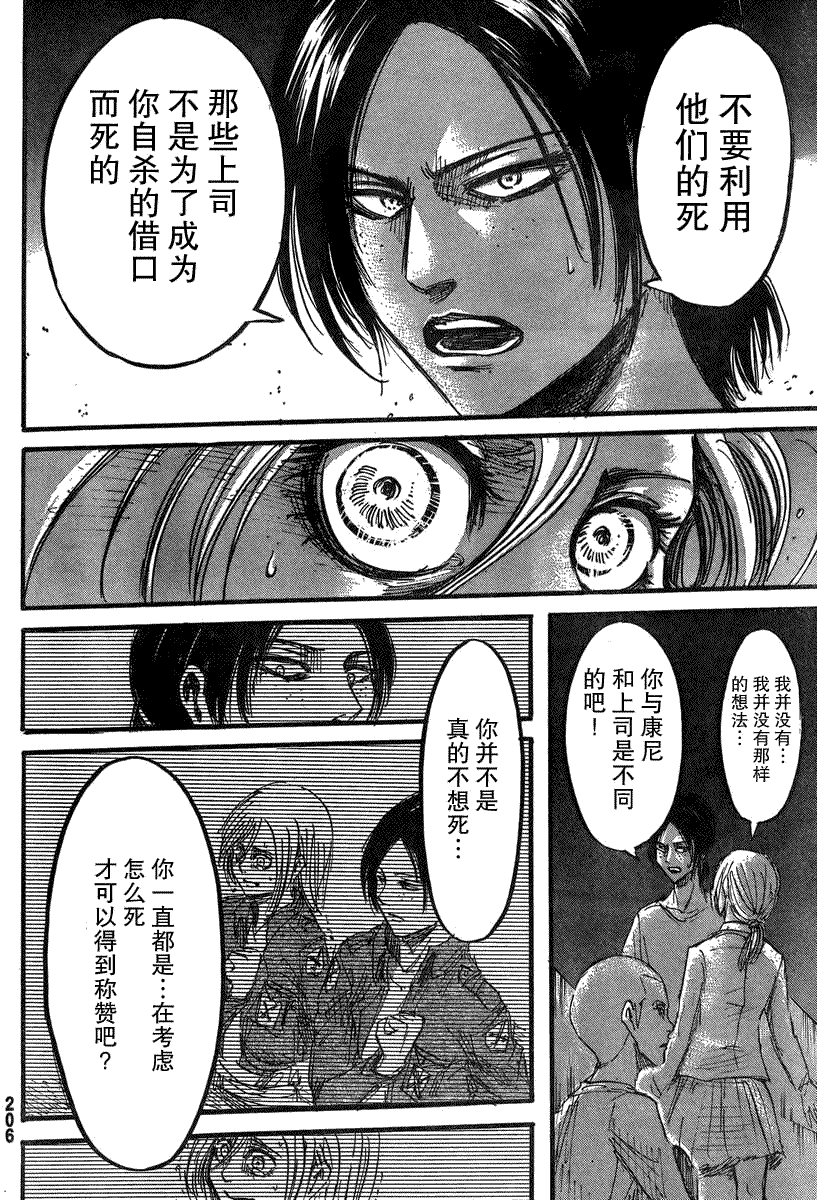 不要利用
他们的死
那些上司
不是为了成为
你自杀的借口
而死的
我并没有…
我并没有那样
的想法…
你与康尼
和上司是不同
的吧！
你并不是
真的不想死…
你一直都是…在考虑
怎么死
才可以得到称赞吧？
206